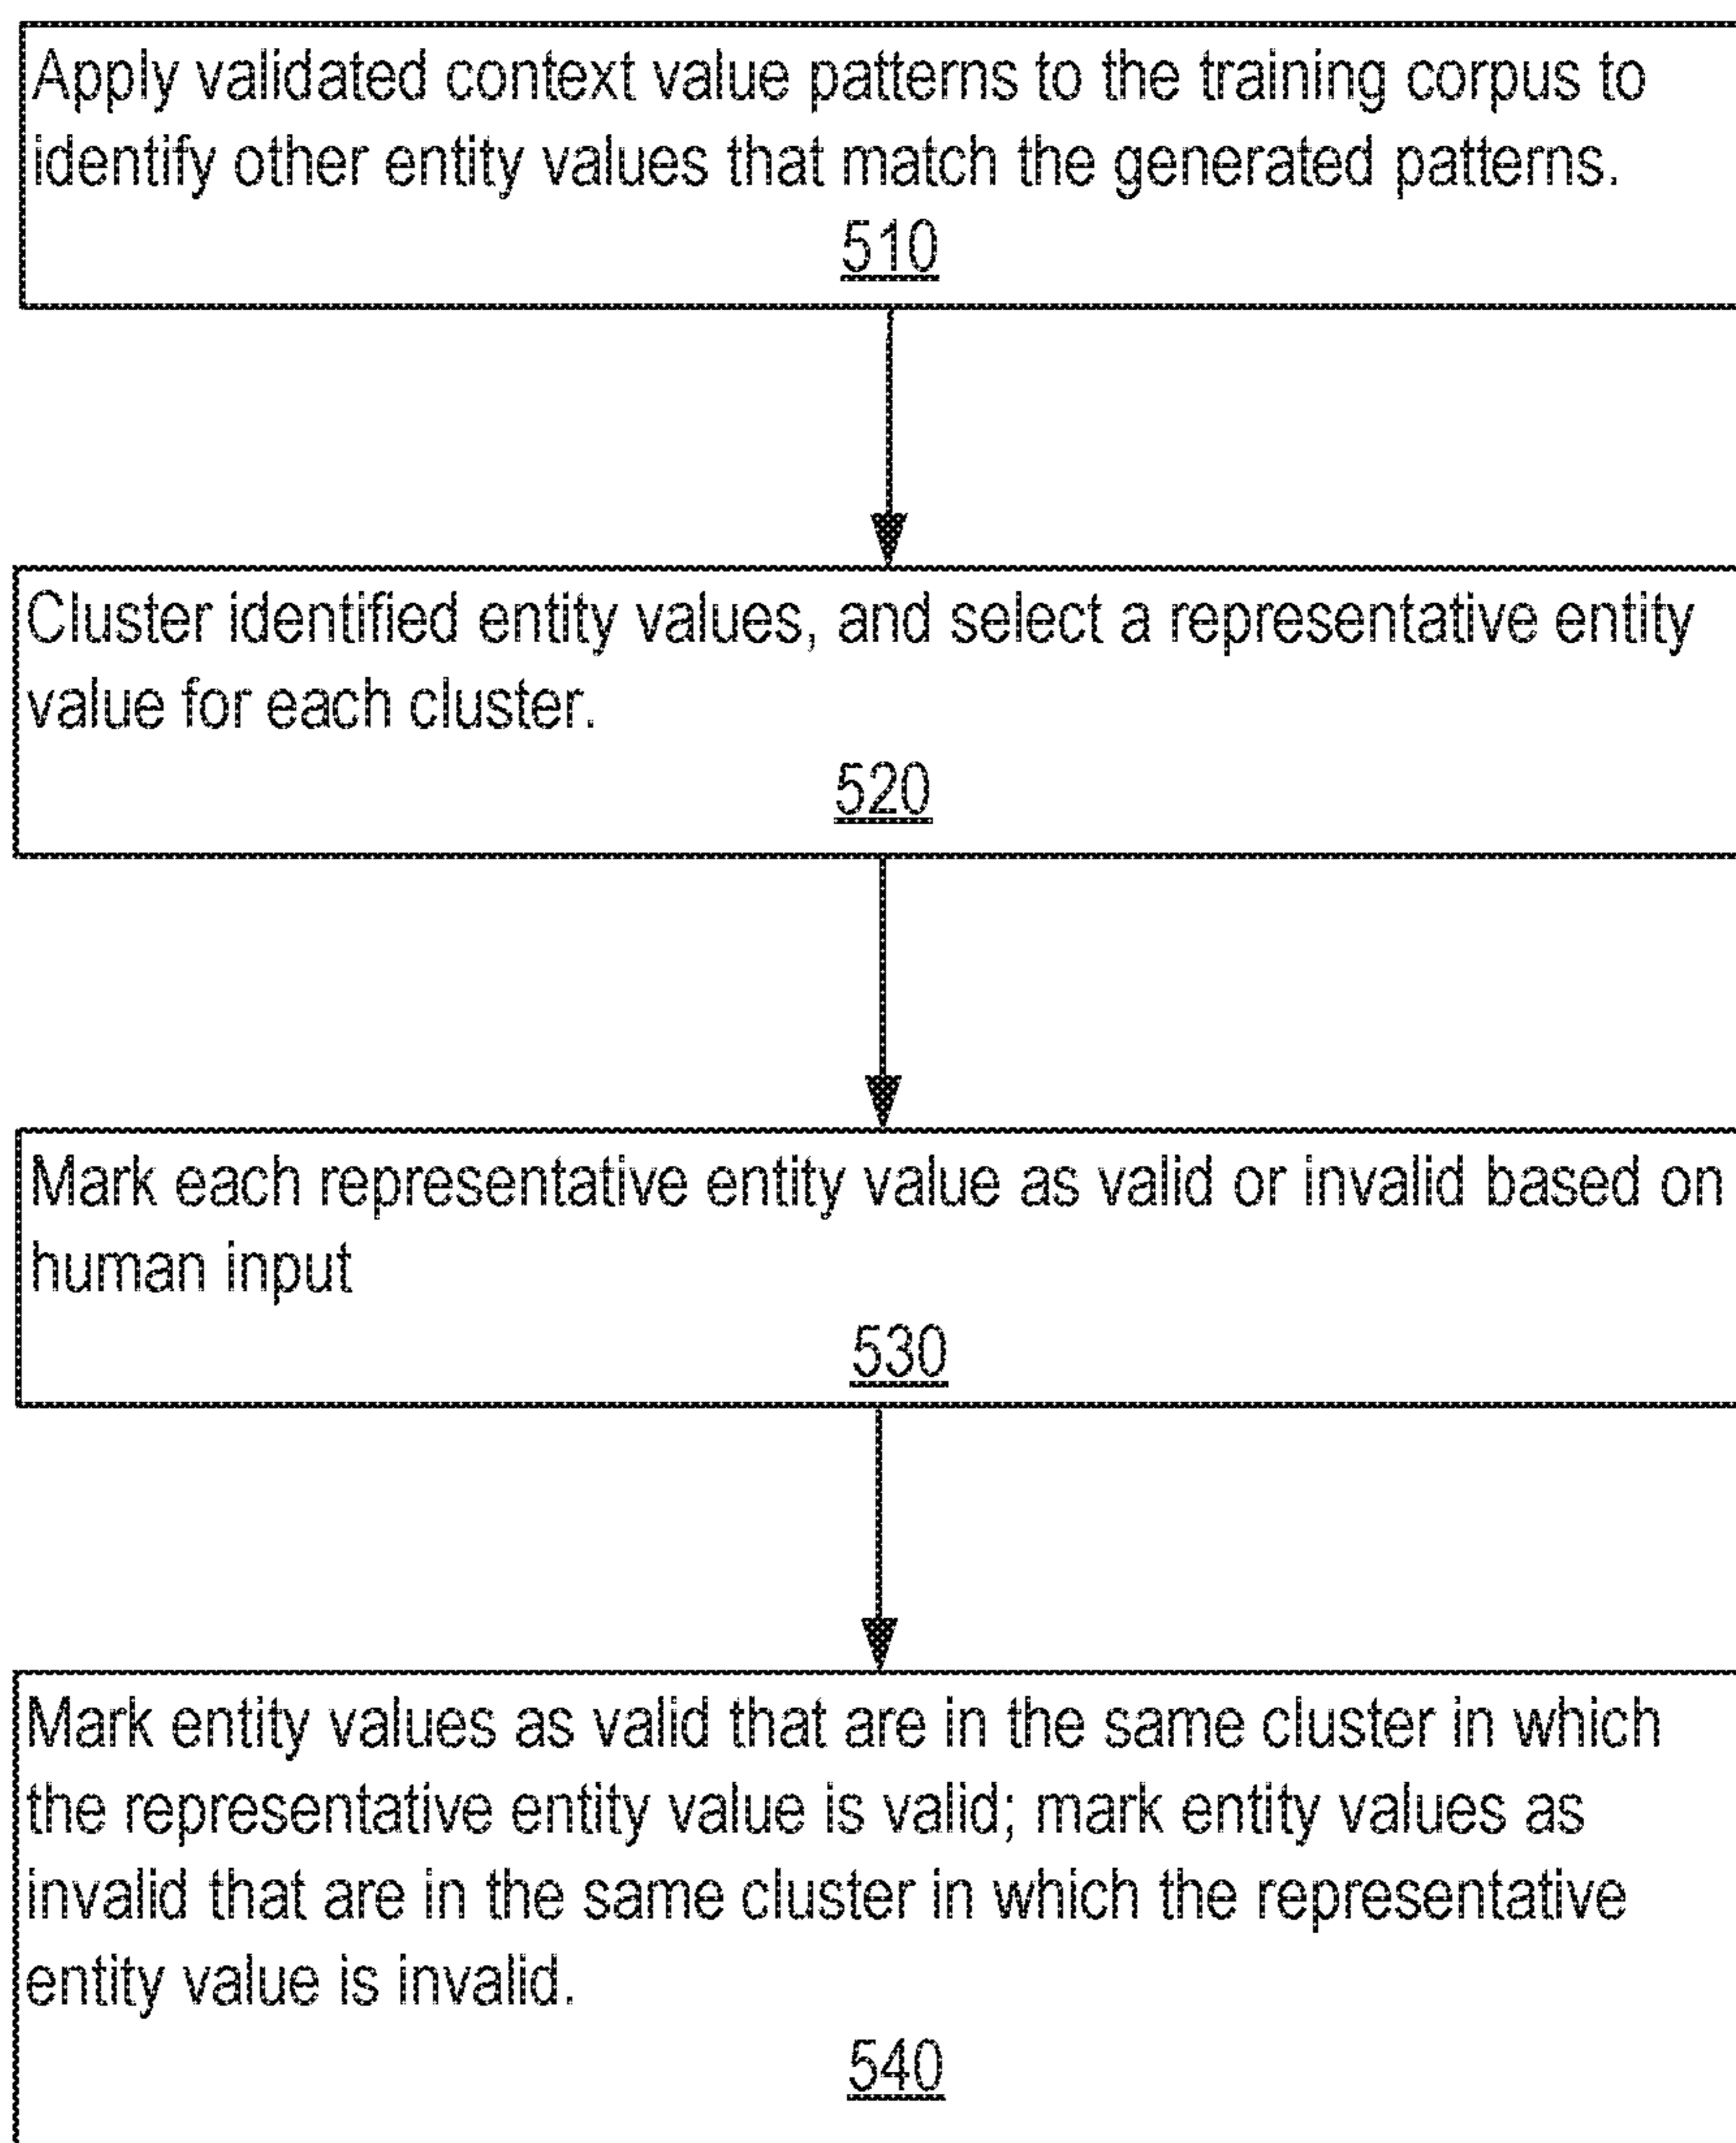 Apply validated context value patterns to the training corpus to
identify other entity values that match the generated patterns.
510
Cluster identified entity values, and select a representative entity
value for each cluster.
520
Mark each representative entity value as valid or invalid based on
human input
530
Mark entity values as valid that are in the same cluster in which
the representative entity value is valid; mark entity values as
invalid that are in the same cluster in which the representative
entity value is invalid.
540